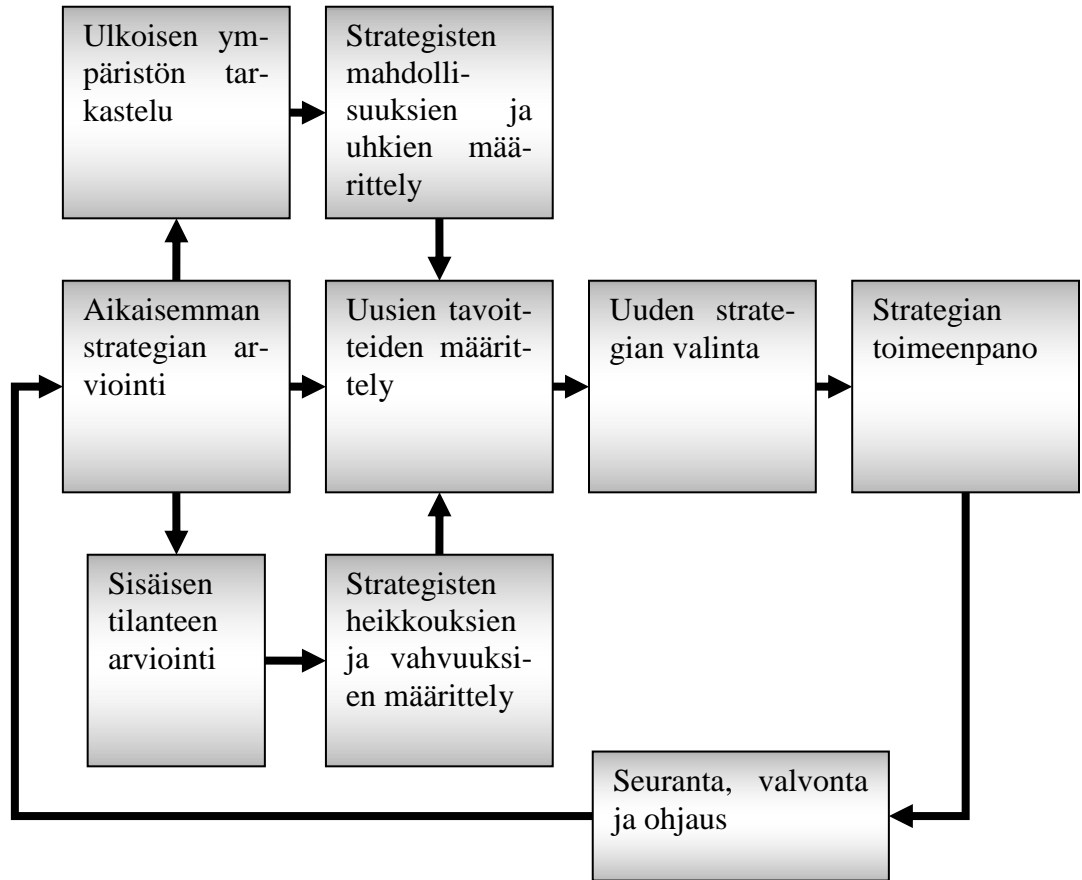 Ulkoisen ym-
päristön tar-
kastelu
Strategisten
mahdolli-
suuksien ja
uhkien mää-
rittely
Aikaisemman
strategian ar-
viointi
Uusien tavoit-
teiden määrit-
tely
Uuden strate-
gian valinta
Strategian
toimeenpano
Sisäisen
tilanteen
arviointi
Strategisten
heikkouksien
ja vahvuuksi-
en määrittely
Seuranta, valvonta
ja ohjaus